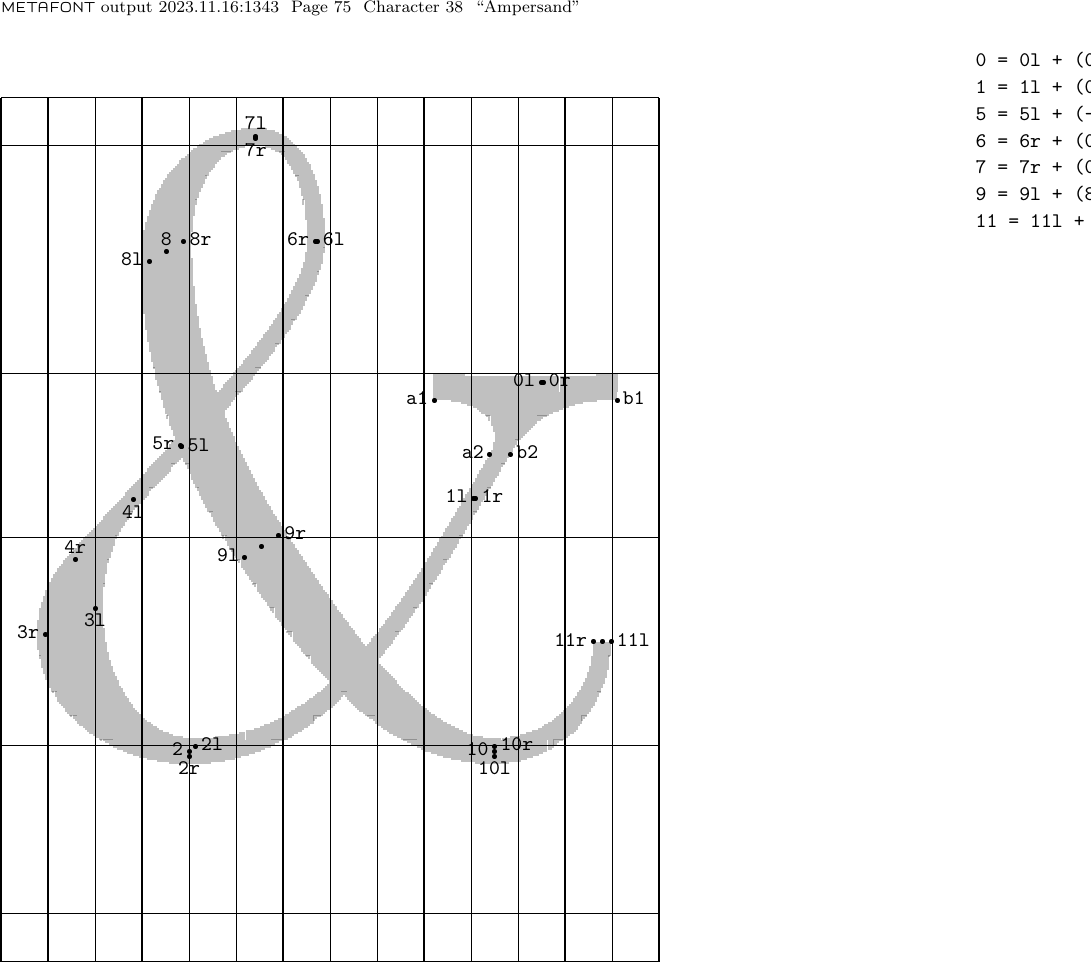 METAFONT output 2023.11.16:1343 Page 75 Character 38 “Ampersand”
0 = 0l + (0
1 = 1l + (0
5 = 5l + (-
6 = 6r + (0
7 = 7r + (0
9 = 9l + (8
11 = 11l +
7l
7r
8 8r 6r 6l
8l
0l 0r
a1 b1
5r 5l
a2 b2
1l 1r
4l
4r 9r
9l
3l
3r 11r 11l
2 2l 10 10r
2r 10l
&